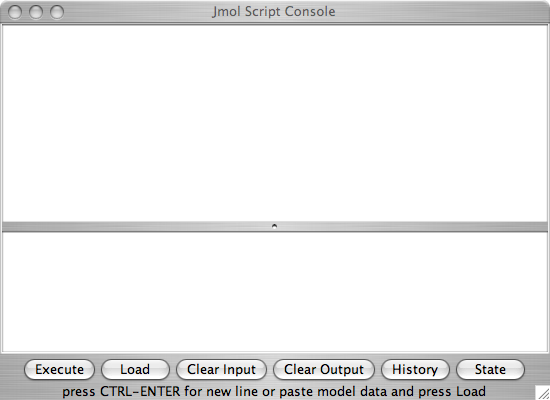 Jmol Script Console
Execute Load Clear Input Clear Output History State
press CTRL-ENTER for new line or paste model data and press Load